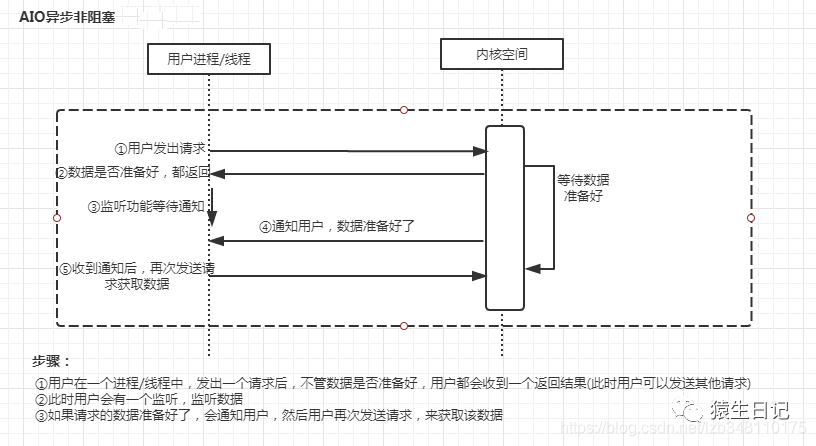 AIO异步非阻塞
用户进程/线程
内核空间
①用户发出请求
②数据是否准备好，都返回
等待数据
准备好
③监听功能等待通知
④通知用户，数据准备好了
⑤收到通知后，再次发送请
求获取数据
步骤：
①用户在一个进程/线程中，发出一个请求后，不管数据是否准备好，用户都会收到一个返回结果(此时用户可以发送其他请求)
②此时用户会有一个监听，监听数据
③如果请求的数据准备好了，会通知用户，然后用户再次发送请求，来获取该数据
猿生日记
https://blog.csdn.net/lzb348110175